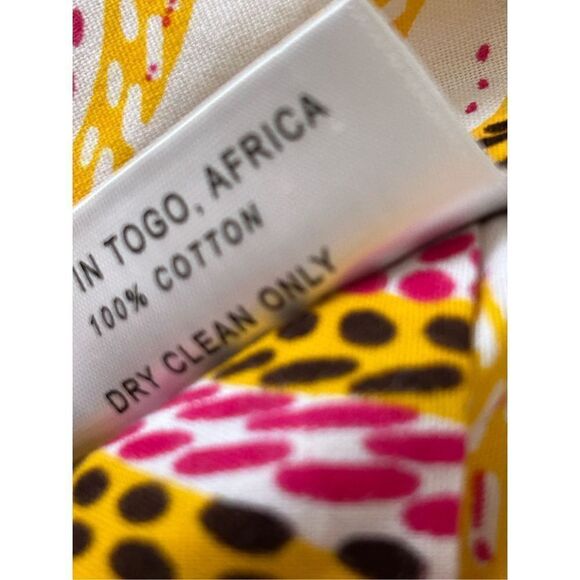 IN TOGO, AFRICA
100% COTTON
DRY CLEAN ONLY